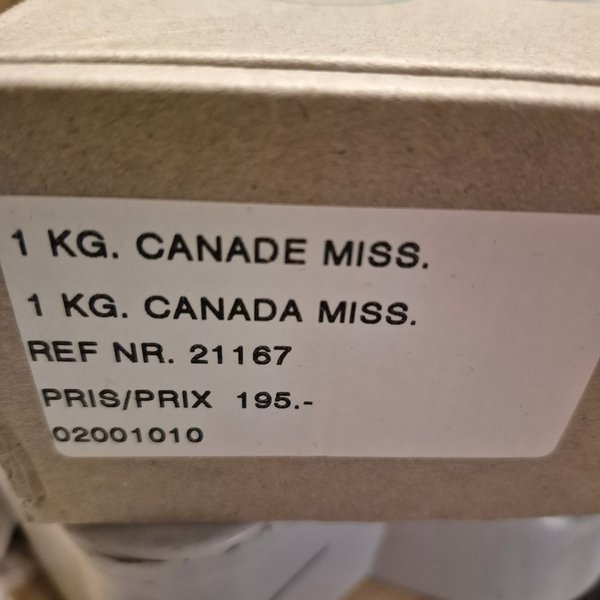 1 KG. CANADE MISS.
1 KG. CANADA MISS.
REF NR. 21167
PRIS/PRIX 195.-
02001010